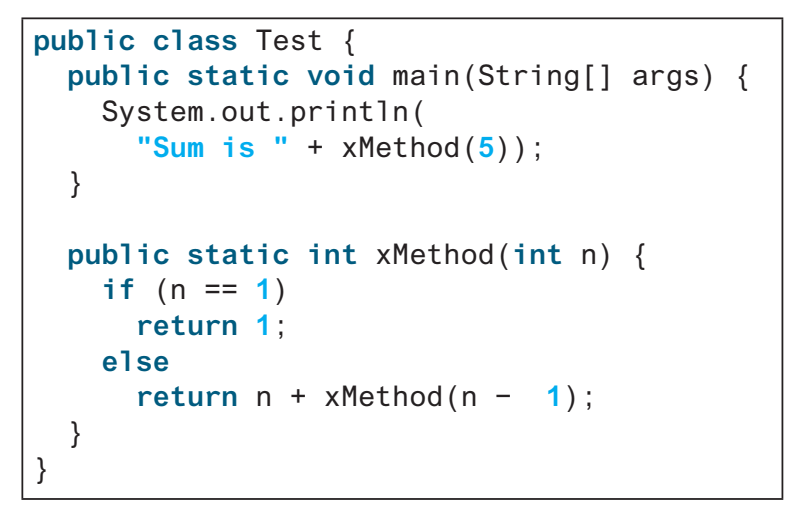 public class Test {
  public static void main(String[] args) {
    System.out.println(
      "Sum is " + xMethod(5));
  }

  public static int xMethod(int n) {
    if (n == 1)
      return 1;
    else
      return n + xMethod(n −  1);
  }
}